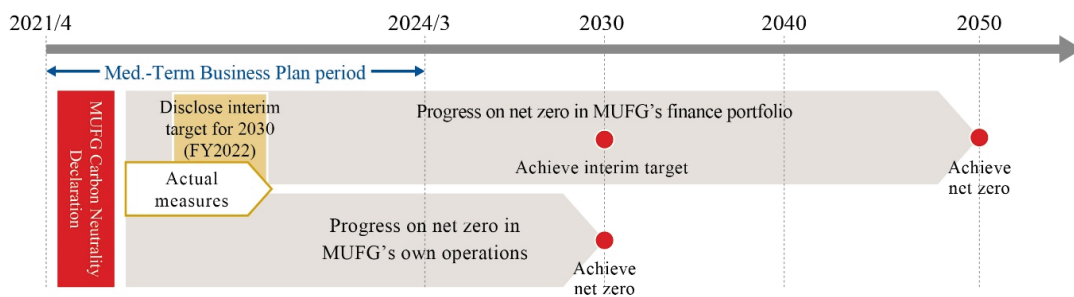 2021/4
2024/3
2030
2040
2050
Med.-Term Business Plan period
MUFG Carbon Neutrality
Declaration
Disclose interim
target for 2030
(FY2022)
Actual
measures
Progress on net zero in MUFG's finance portfolio
Achieve interim target
Achieve
net zero
Progress on net zero in
MUFG's own operations
Achieve
net zero